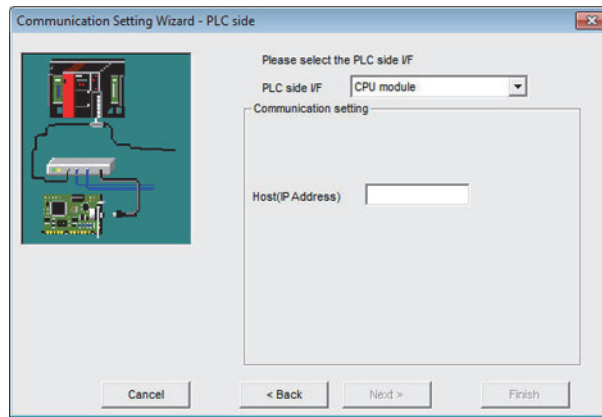 Communication Setting Wizard - PLC side
Please select the PLC side I/F
PLC side I/F CPU module
Communication setting
Host(IP Address)
Cancel < Back Next > Finish